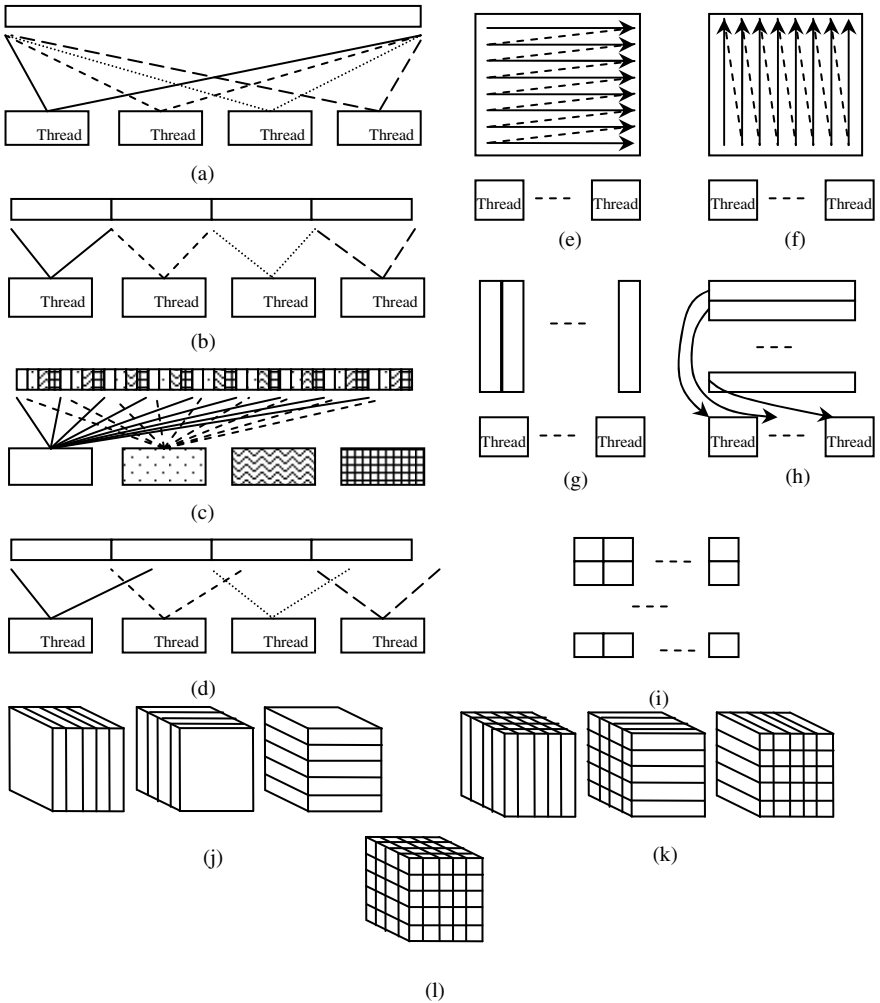 Thread Thread Thread Thread
(a)
Thread Thread Thread Thread
(b)
(c)
Thread Thread Thread Thread
(d)
Thread Thread
(e)
Thread Thread
(f)
Thread Thread
(g)
Thread Thread
(h)
(i)
(j)
(k)
(l)